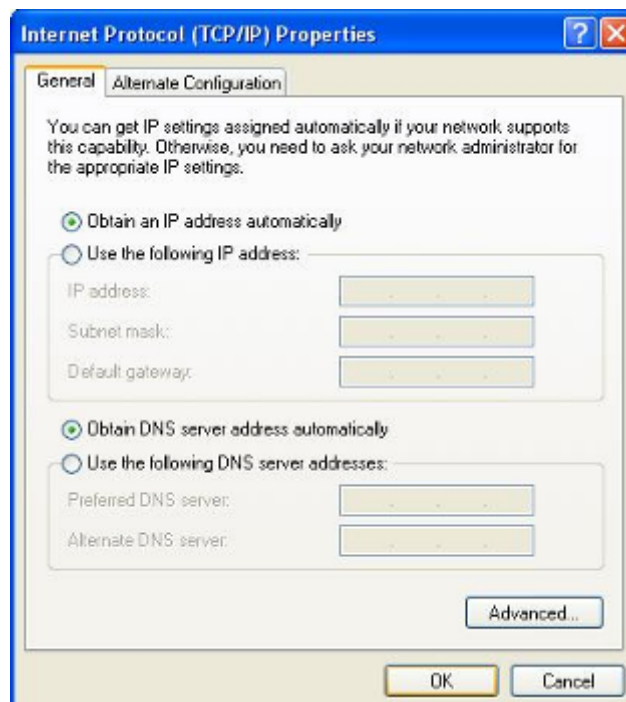 Internet Protocol (TCP/IP) Properties
General Alternate Configuration
You can get IP settings assigned automatically if your network supports
this capability. Otherwise, you need to ask your network administrator for
the appropriate IP settings.
Obtain an IP address automatically
Use the following IP address:
IP address:
Subnet mask:
Default gateway:
Obtain DNS server address automatically
Use the following DNS server addresses:
Preferred DNS server:
Alternate DNS server:
Advanced...
OK Cancel